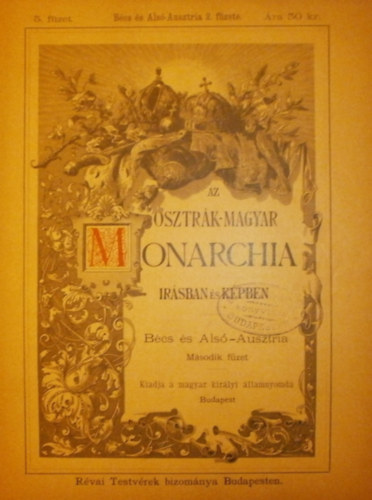 5. füzet.
Bécs és Alsó-Ausztria 2. füzete.
Ára 50 kr.
AZ
OSZTRÁK-MAGYAR
MONARCHIA
IRÁSBAN és KÉPBEN
Bécs és Alsó-Ausztria
Második füzet
Kiadja a magyar királyi államnyomda
Budapest
Révai Testvérek bizománya Budapesten.